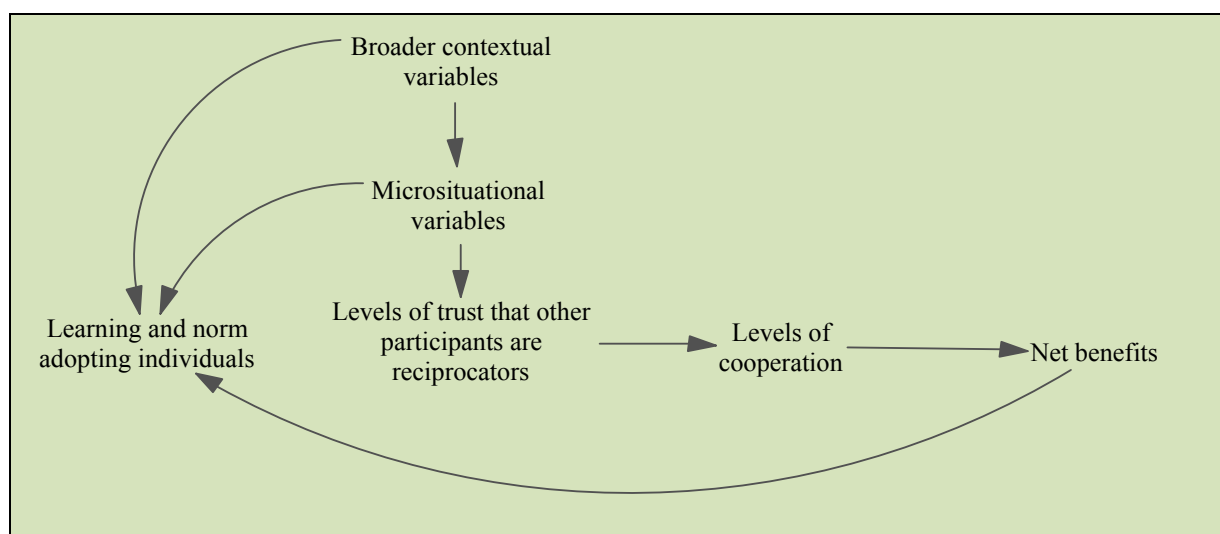 Broader contextual
variables
Microsituational
variables
Learning and norm
adopting individuals
Levels of trust that other
participants are
reciprocators
Levels of
cooperation
Net benefits